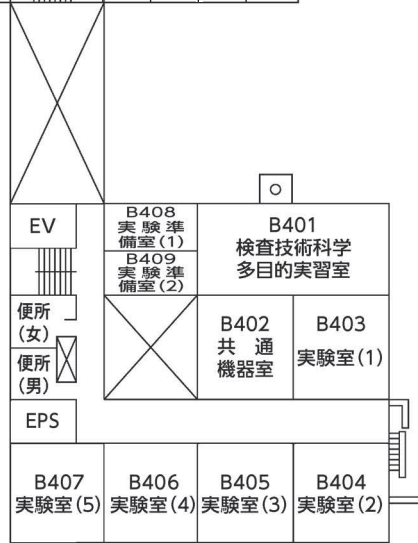 EV
B408
実験準
備室(1)
B409
実験準
備室(2)
B401
検査技術科学
多目的実習室
便所
(女)
便所
(男)
B402
共　通
機器室
B403
実験室(1)
EPS
B407
実験室(5)
B406
実験室(4)
B405
実験室(3)
B404
実験室(2)